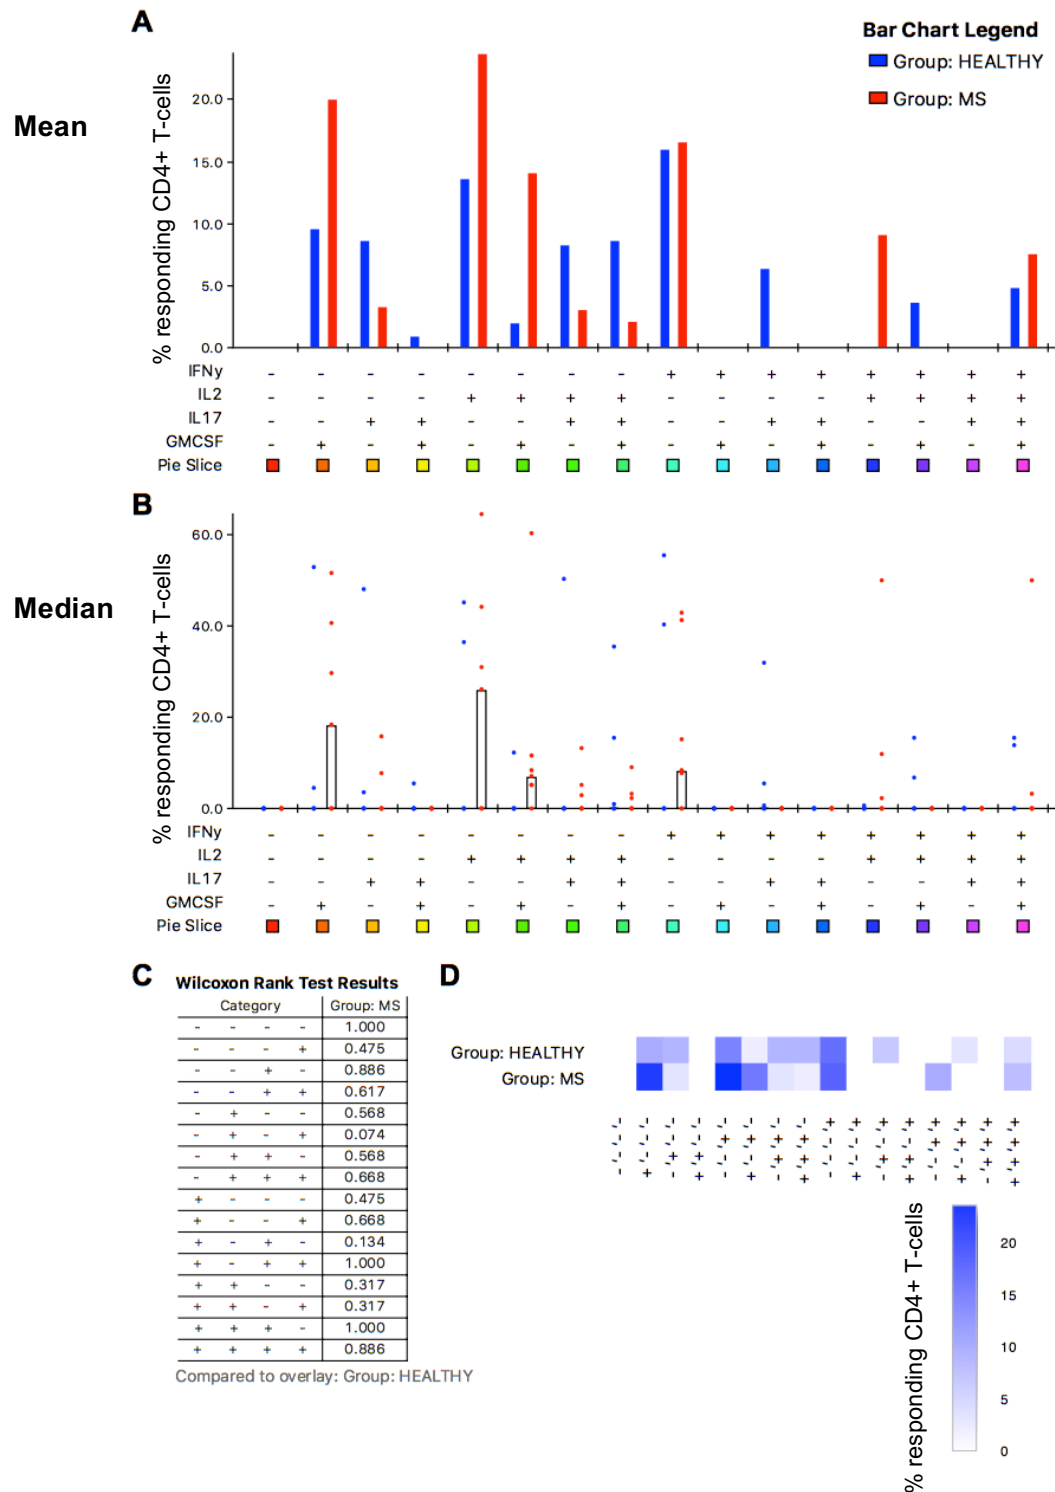 A
Bar Chart Legend
Group: HEALTHY
Group: MS
Mean
% responding CD4+ T-cells
20.0
15.0
10.0
5.0
0.0
IFNy - - - - - - - - + + + + + + + +
IL2 - - - - + + + + - - - - + + + +
IL17 - - + + - - + + - - + + - - + +
GMCSF - + - + - + - + - + - + - + - +
Pie Slice
B
Median
% responding CD4+ T-cells
60.0
40.0
20.0
0.0
IFNy - - - - - - - - + + + + + + + +
IL2 - - - - + + + + - - - - + + + +
IL17 - - + + - - + + - - + + - - + +
GMCSF - + - + - + - + - + - + - + - +
Pie Slice
C
Wilcoxon Rank Test Results
Category Group: MS
- - - - 1.000
- - - + 0.475
- - + - 0.886
- - + + 0.617
- + - - 0.568
- + - + 0.074
- + + - 0.568
- + + + 0.668
+ - - - 0.475
+ - - + 0.668
+ - + - 0.134
+ - + + 1.000
+ + - - 0.317
+ + - + 0.317
+ + + - 1.000
+ + + + 0.886
Compared to overlay: Group: HEALTHY
D
Group: HEALTHY
Group: MS
-,-,-,-
-,-,-,+
-,-,+,-
-,-,+,+
-,+,-,-
-,+,-,+
-,+,+,-
-,+,+,+
+,-,-,-
+,-,-,+
+,-,+,-
+,-,+,+
+,+,-,-
+,+,-,+
+,+,+,-
+,+,+,+
% responding CD4+ T-cells
20
15
10
5
0